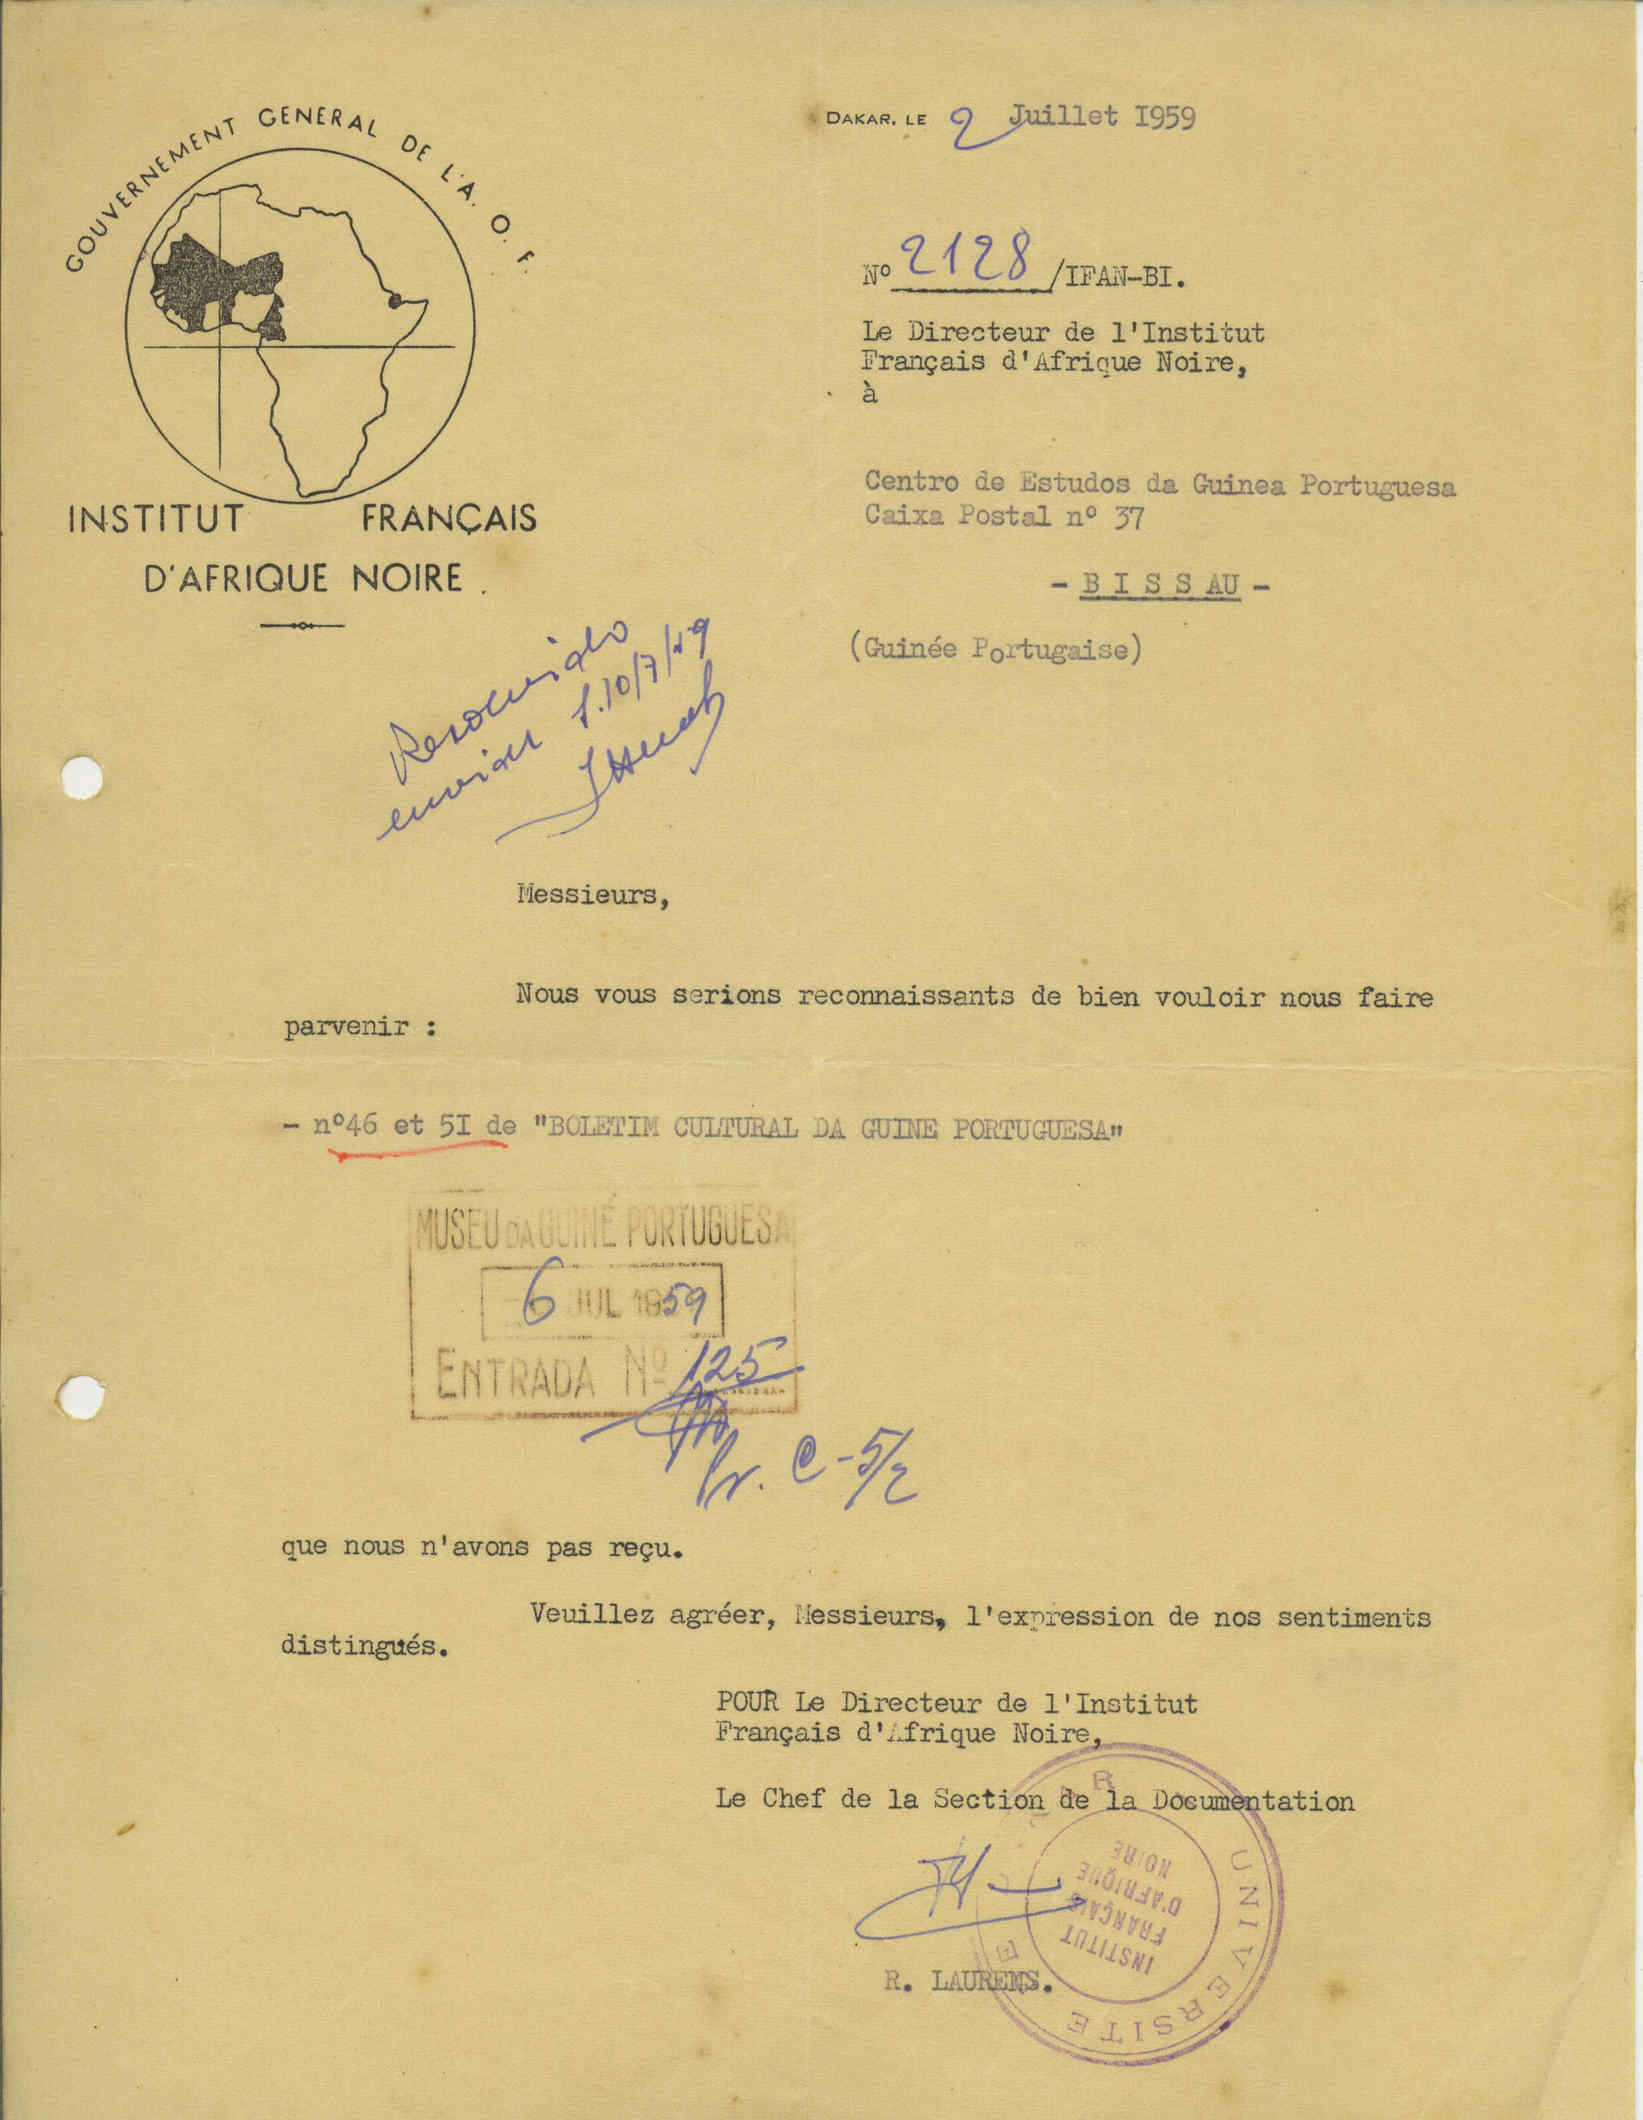 GOUVERNEMENT GENERAL DE L'A. O. F.
INSTITUT FRANÇAIS
D'AFRIQUE NOIRE.
DAKAR, LE 2 Juillet I959
Nº 2128 /IFAN-BI.
Le Directeur de l'Institut
Français d'Afrique Noire,
à
Centro de Estudos da Guinea Portuguesa
Caixa Postal nº 37
- B I S S AU -
(Guinée Portugaise)
enviar
10/7/59
Messieurs,
Nous vous serions reconnaissants de bien vouloir nous faire
parvenir :
- nº46 et 5I de "BOLETIM CULTURAL DA GUINE PORTUGUESA"
MUSEU DA GUINÉ PORTUGUESA
6 JUL 1959
ENTRADA Nº 125
C-5/2
que nous n'avons pas reçu.
Veuillez agréer, Messieurs, l'expression de nos sentiments
distingués.
POUR Le Directeur de l'Institut
Français d'Afrique Noire,
Le Chef de la Section de la Documentation
R. LAURENS.
UNIVERSITE
INSTITUT
FRANÇAIS
D'AFRIQUE
NOIRE